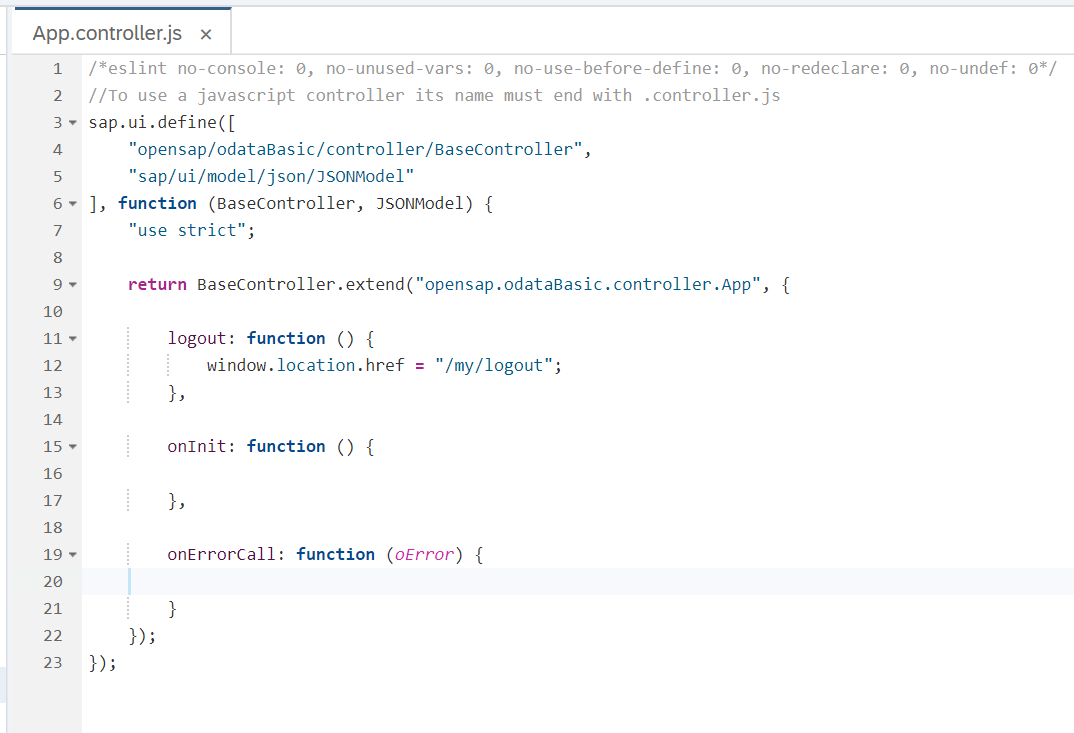 App.controller.js ×
1 /*eslint no-console: 0, no-unused-vars: 0, no-use-before-define: 0, no-redeclare: 0, no-undef: 0*/
2 //To use a javascript controller its name must end with .controller.js
3 sap.ui.define([
4 "opensap/odataBasic/controller/BaseController",
5 "sap/ui/model/json/JSONModel"
6 ], function (BaseController, JSONModel) {
7 "use strict";
8
9 return BaseController.extend("opensap.odataBasic.controller.App", {
10
11 logout: function () {
12 window.location.href = "/my/logout";
13 },
14
15 onInit: function () {
16
17 },
18
19 onErrorCall: function (oError) {
20
21 }
22 });
23 });